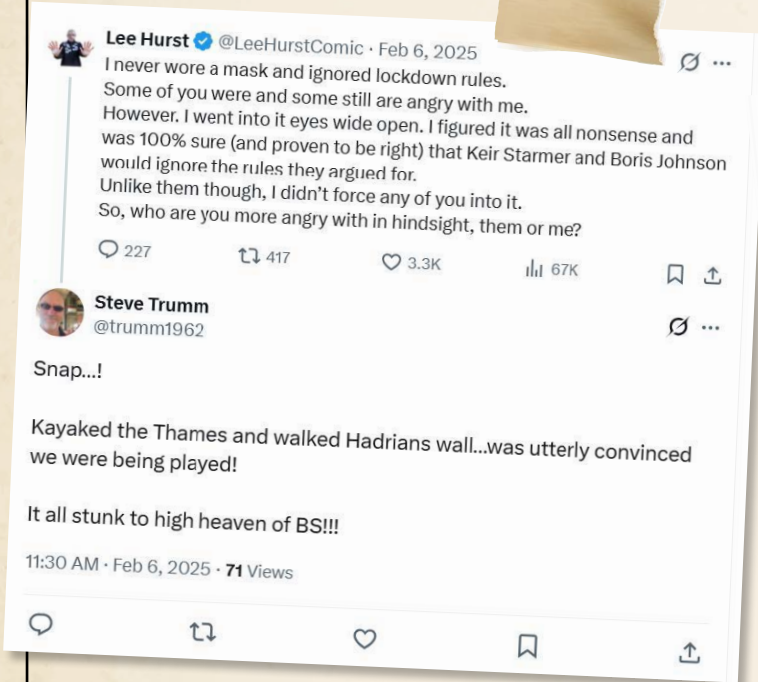 Lee Hurst @LeeHurstComic · Feb 6, 2025
I never wore a mask and ignored lockdown rules.
Some of you were and some still are angry with me.
However. I went into it eyes wide open. I figured it was all nonsense and
was 100% sure (and proven to be right) that Keir Starmer and Boris Johnson
would ignore the rules they argued for.
Unlike them though, I didn't force any of you into it.
So, who are you more angry with in hindsight, them or me?
227 417 3.3K 67K
Steve Trumm
@trumm1962
Snap...!
Kayaked the Thames and walked Hadrians wall...was utterly convinced
we were being played!
It all stunk to high heaven of BS!!!
11:30 AM · Feb 6, 2025 · 71 Views